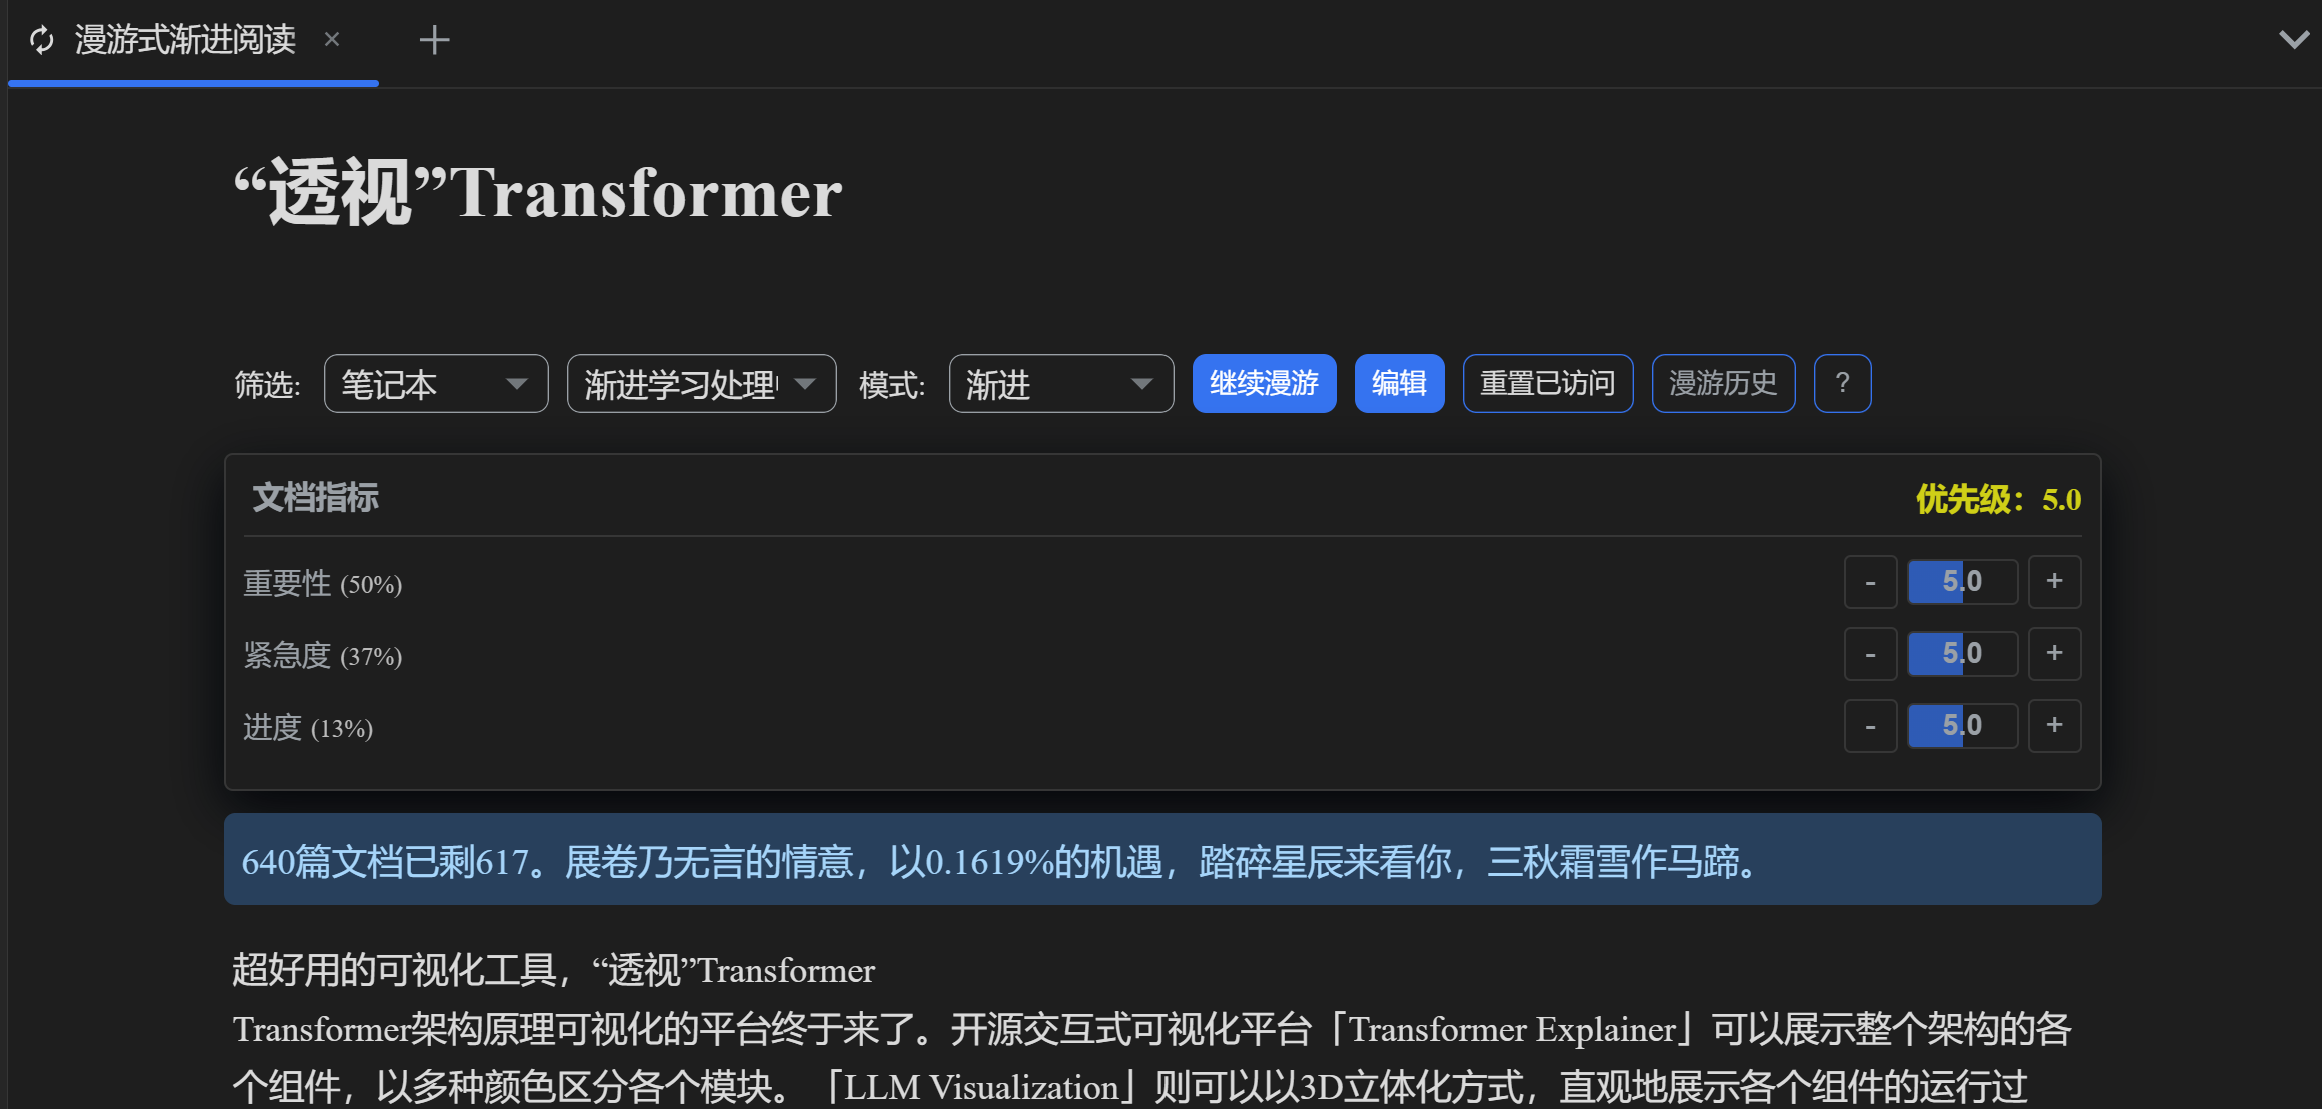 漫游式渐进阅读
“透视”Transformer
筛选: 笔记本 渐进学习处理 模式: 渐进 继续漫游 编辑 重置已访问 漫游历史 ?
文档指标 优先级：5.0
重要性 (50%) - 5.0 +
紧急度 (37%) - 5.0 +
进度 (13%) - 5.0 +
640篇文档已剩617。展卷乃无言的情意，以0.1619%的机遇，踏碎星辰来看你，三秋霜雪作马蹄。
超好用的可视化工具，“透视”Transformer
Transformer架构原理可视化的平台终于来了。开源交互式可视化平台「Transformer Explainer」可以展示整个架构的各
个组件，以多种颜色区分各个模块。「LLM Visualization」则可以以3D立体化方式，直观地展示各个组件的运行过